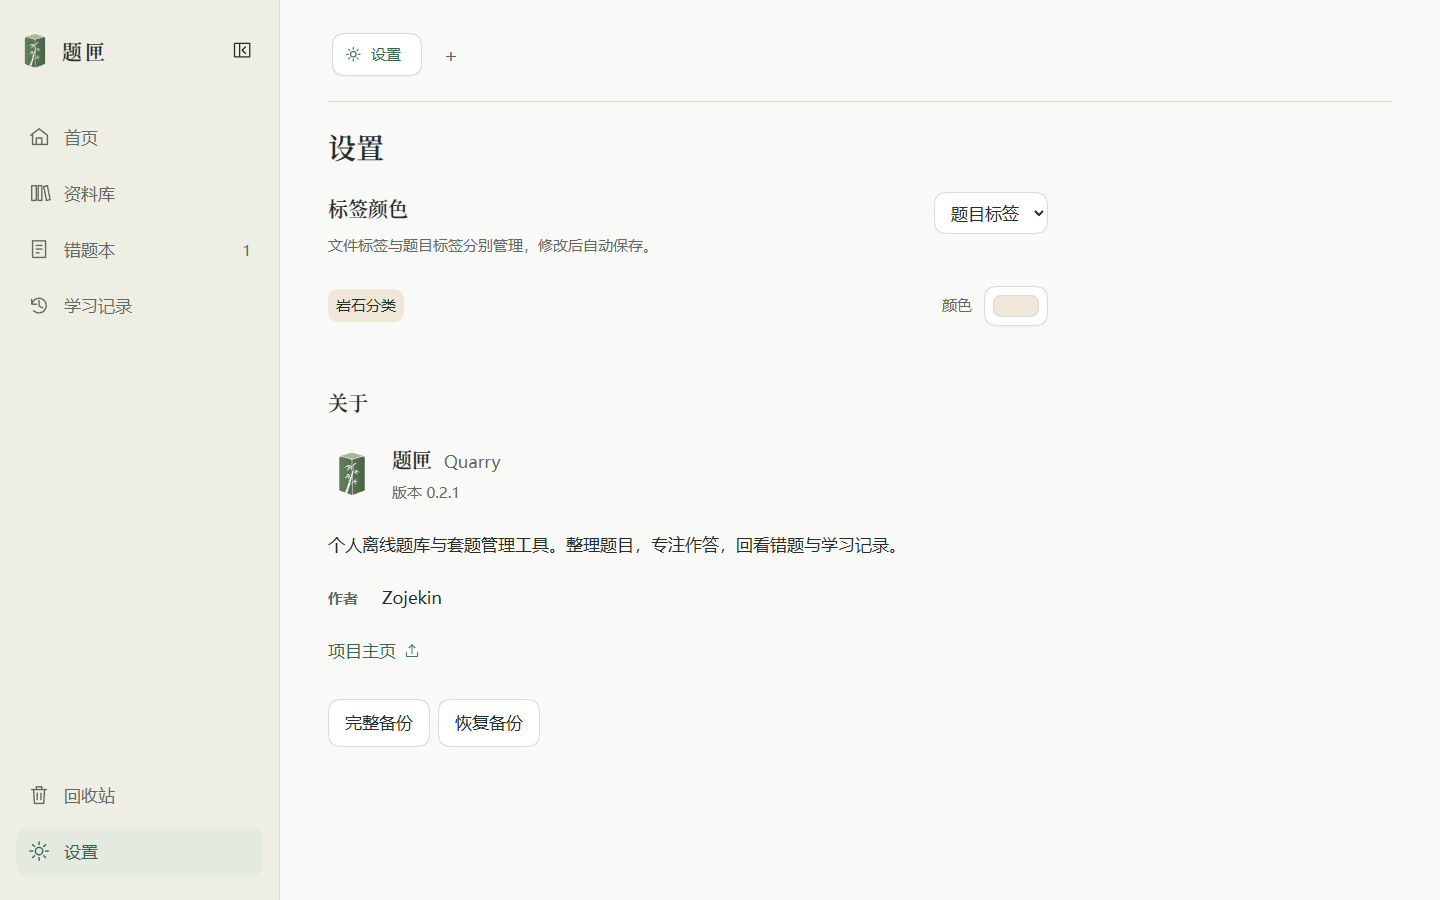 题匣
首页
资料库
错题本 1
学习记录
回收站
设置
设置 +
设置
标签颜色
题目标签
文件标签与题目标签分别管理，修改后自动保存。
岩石分类
颜色
关于
题匣 Quarry
版本 0.2.1
个人离线题库与套题管理工具。整理题目，专注作答，回看错题与学习记录。
作者 Zojekin
项目主页
完整备份 恢复备份